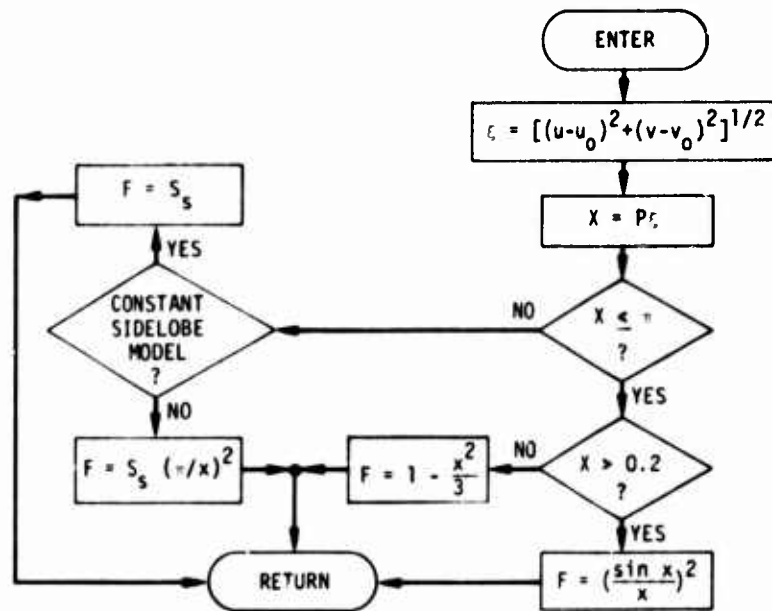 ENTER
ξ = [(u-u₀)²+(v-v₀)²]^1/2
X = Pξ
X ≤ π
?
NO
YES
F = Sₛ
YES
CONSTANT
SIDELOBE
MODEL
?
NO
F = Sₛ (π/x)²
X > 0.2
?
NO
YES
F = 1 - x²/3
F = (sin x/x)²
RETURN